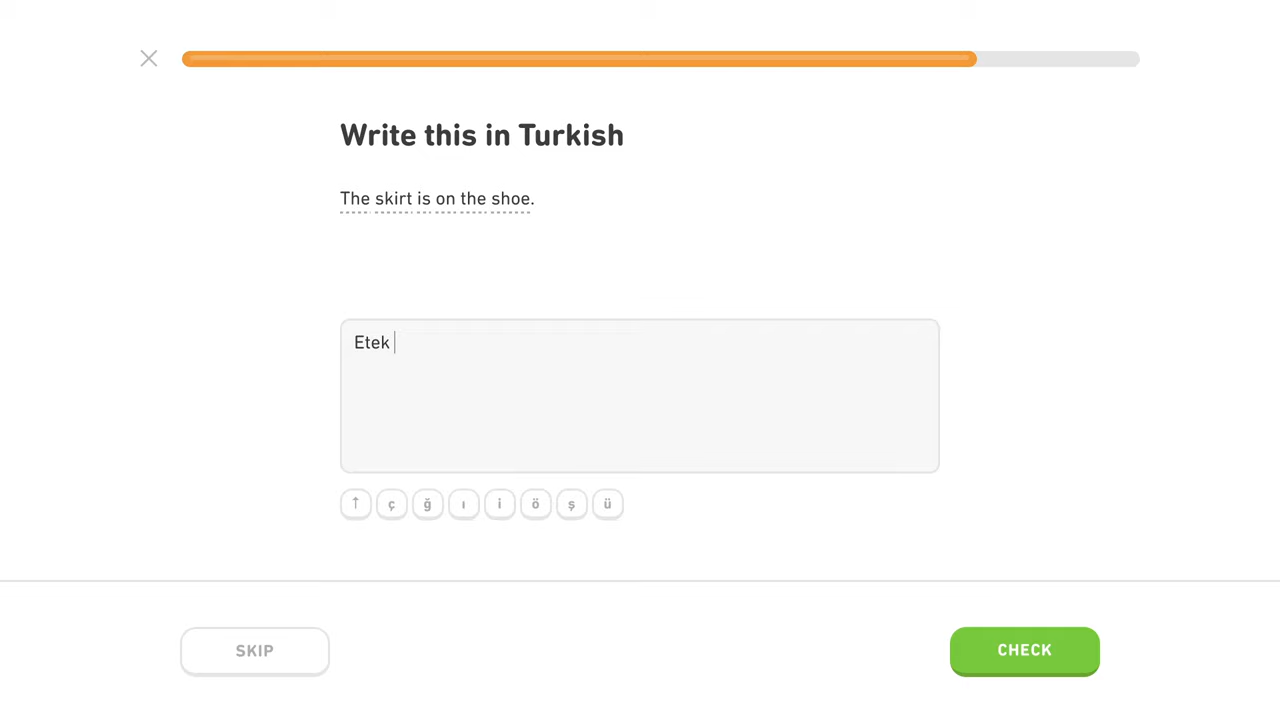 Write this in Turkish
The skirt is on the shoe.
Etek
↑ ç ğ ı i ö ş ü
SKIP
CHECK